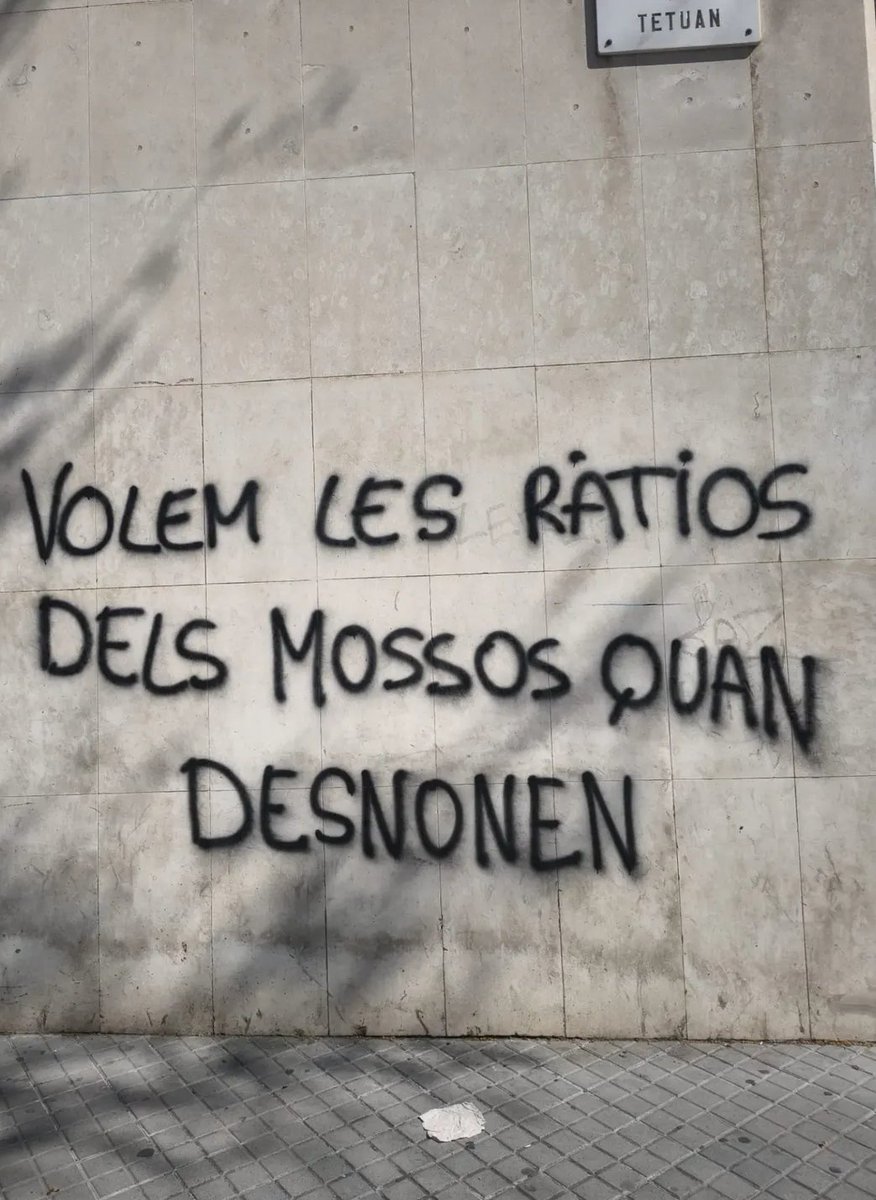 TETUAN
VOLEM LES RÀTIOS
DELS MOSSOS QUAN
DESNONEN